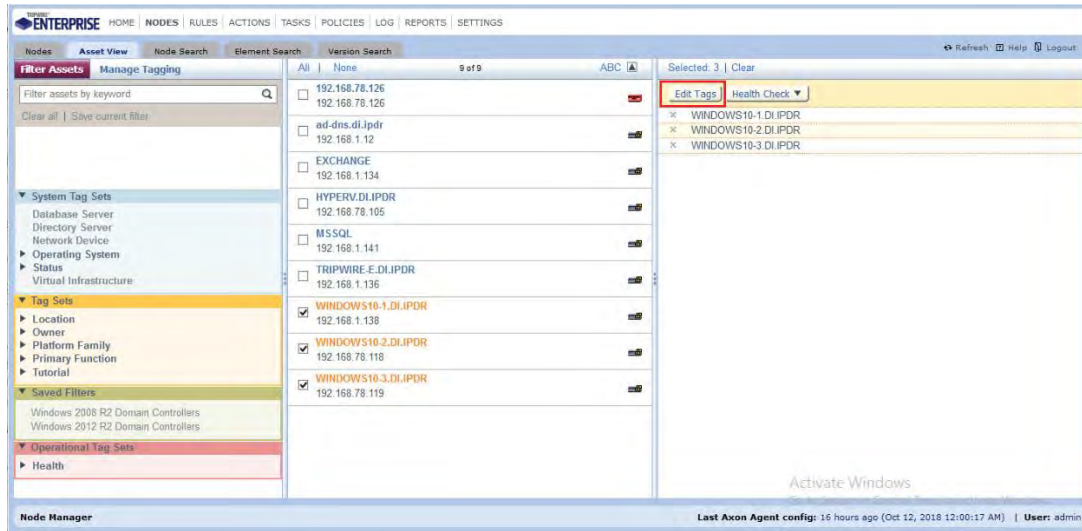 TRIPWIRE ENTERPRISE HOME NODES RULES ACTIONS TASKS POLICIES LOG REPORTS SETTINGS
Nodes Asset View Node Search Element Search Version Search Refresh Help Logout
Filter Assets Manage Tagging
Filter assets by keyword
Clear all | Save current filter
System Tag Sets
Database Server
Directory Server
Network Device
Operating System
Status
Virtual Infrastructure
Tag Sets
Location
Owner
Platform Family
Primary Function
Tutorial
Saved Filters
Windows 2008 R2 Domain Controllers
Windows 2012 R2 Domain Controllers
Operational Tag Sets
Health
All | None 9 of 9 ABC
192.168.78.126
192.168.78.126
ad-dns.di.ipdr
192.168.1.12
EXCHANGE
192.168.1.134
HYPERV.DI.IPDR
192.168.78.105
MSSQL
192.168.1.141
TRIPWIRE-E.DI.IPDR
192.168.1.136
WINDOWS10-1.DI.IPDR
192.168.1.138
WINDOWS10-2.DI.IPDR
192.168.78.118
WINDOWS10-3.DI.IPDR
192.168.78.119
Selected: 3 | Clear
Edit Tags Health Check
WINDOWS10-1.DI.IPDR
WINDOWS10-2.DI.IPDR
WINDOWS10-3.DI.IPDR
Activate Windows
Node Manager Last Axon Agent config: 16 hours ago (Oct 12, 2018 12:00:17 AM) | User: admin